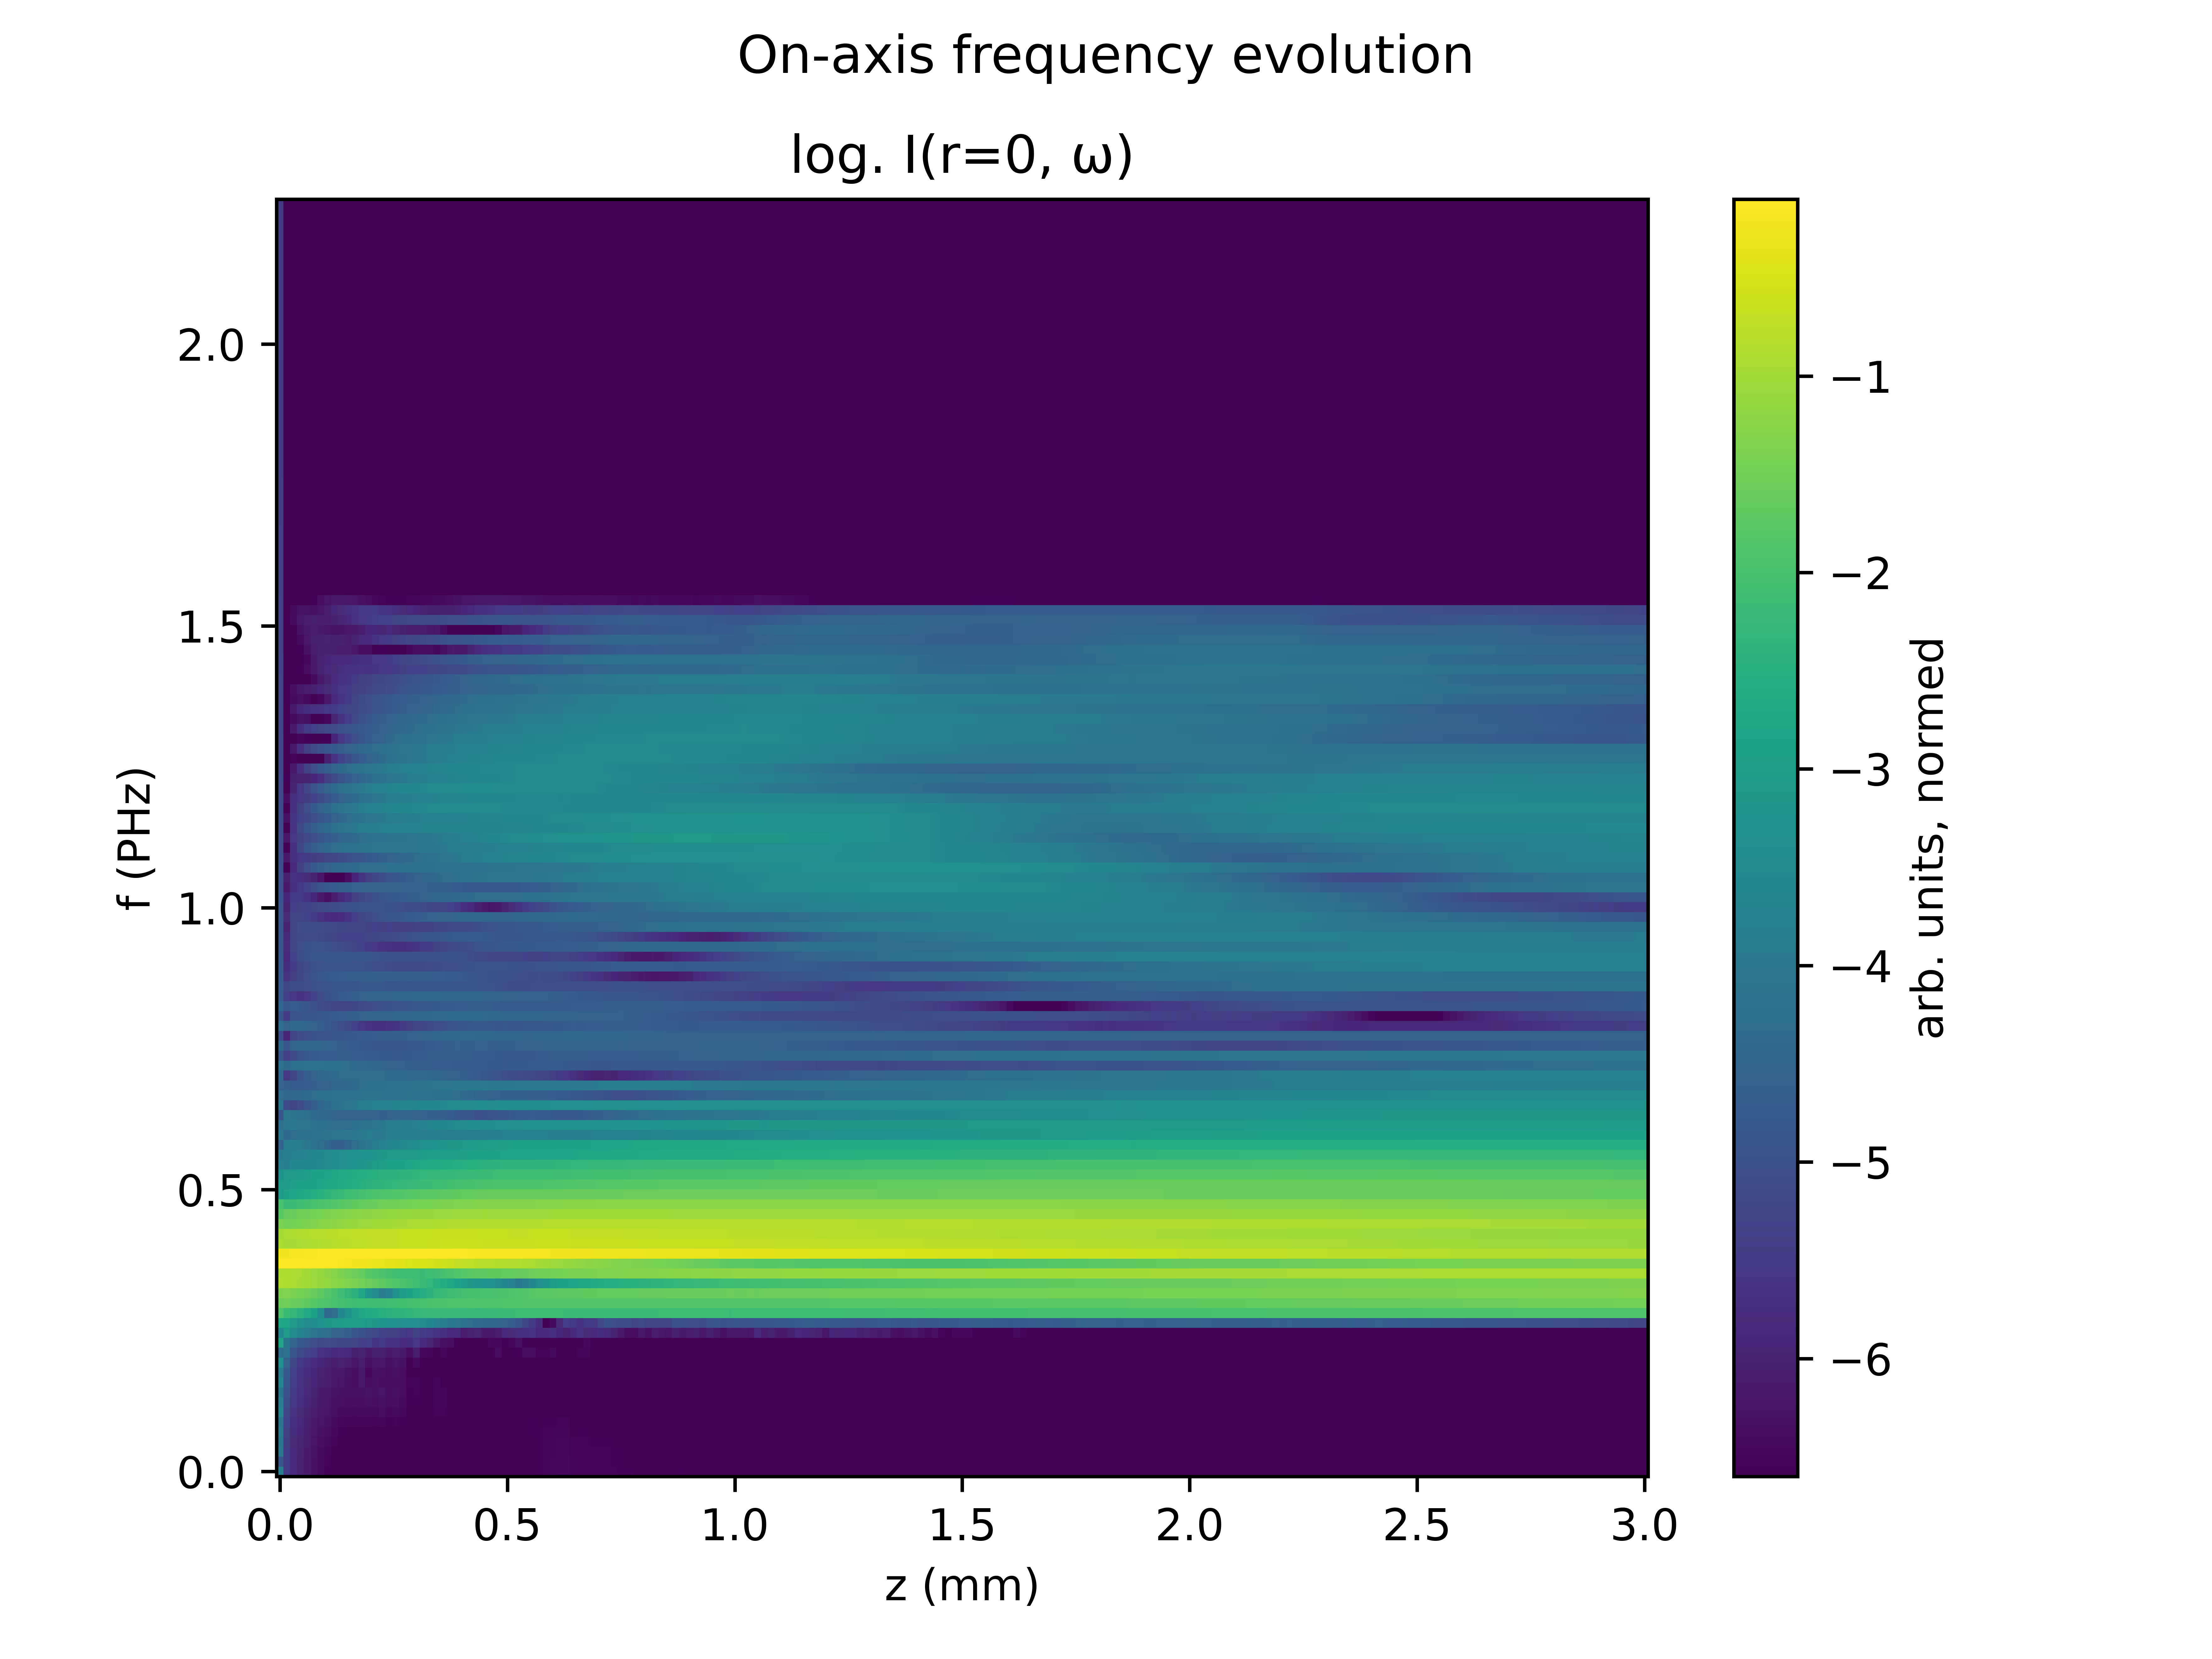 On-axis frequency evolution
log. I(r=0, ω)
2.0
1.5
1.0
0.5
0.0
f (PHz)
0.0 0.5 1.0 1.5 2.0 2.5 3.0
z (mm)
−1
−2
−3
−4
−5
−6
arb. units, normed